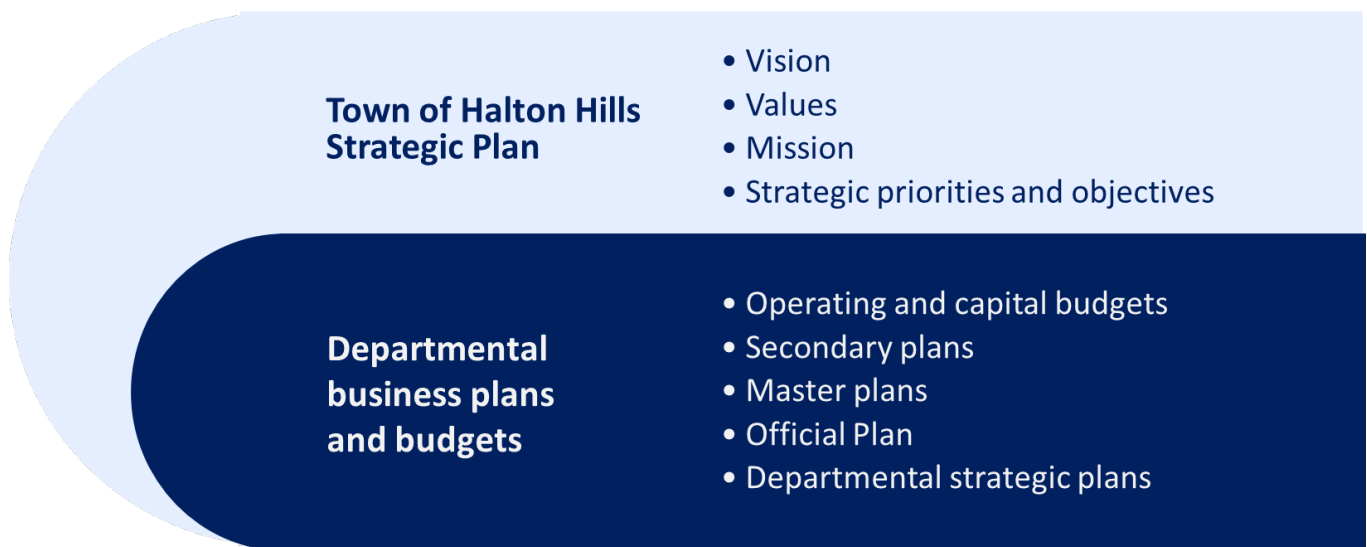 Town of Halton Hills
Strategic Plan
• Vision
• Values
• Mission
• Strategic priorities and objectives
Departmental
business plans
and budgets
• Operating and capital budgets
• Secondary plans
• Master plans
• Official Plan
• Departmental strategic plans